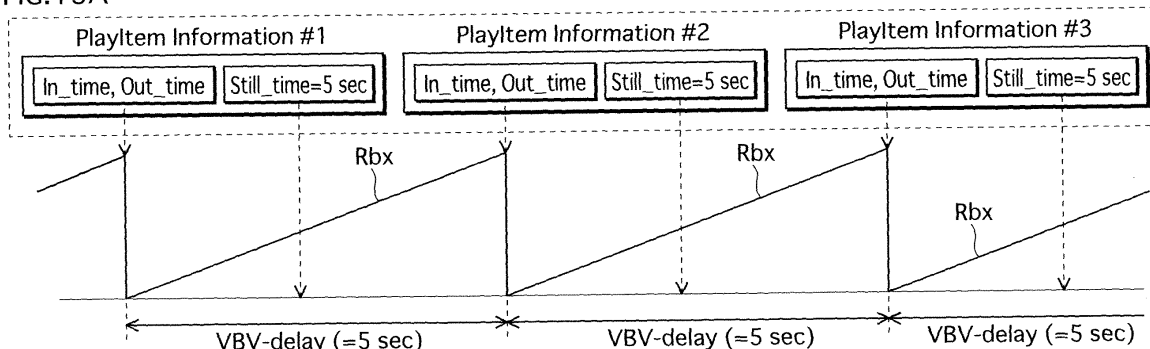 PlayItem Information #1 PlayItem Information #2 PlayItem Information #3
In_time, Out_time Still_time=5 sec In_time, Out_time Still_time=5 sec In_time, Out_time Still_time=5 sec
Rbx Rbx Rbx
VBV-delay (=5 sec) VBV-delay (=5 sec) VBV-delay (=5 sec)